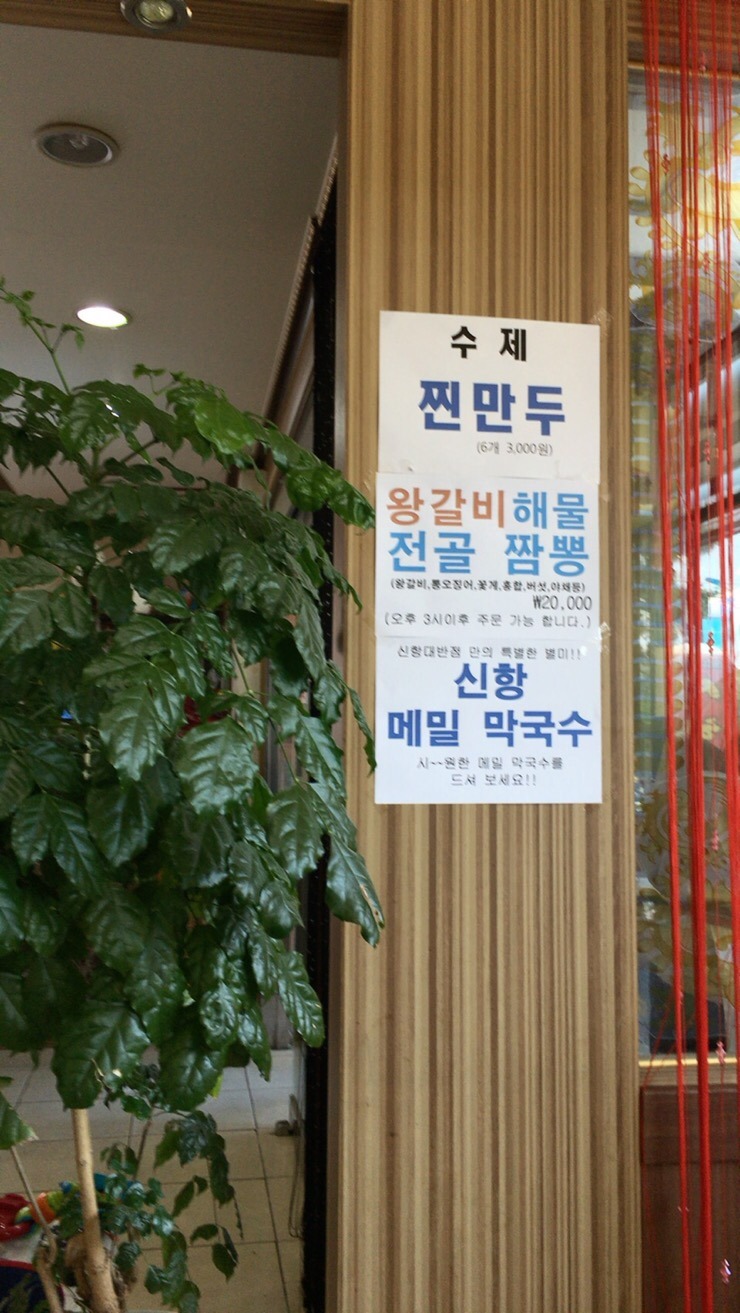 수제
찐만두
(6개 3,000원)
왕갈비해물
전골 짬뽕
(왕갈비,통오징어,꽃게,홍합,버섯,야채등)
₩20,000
(오후 3시이후 주문 가능 합니다.)
신항대반점 만의 특별한 별미!!
신항
메밀 막국수
시~~원한 메밀 막국수를
드셔 보세요!!